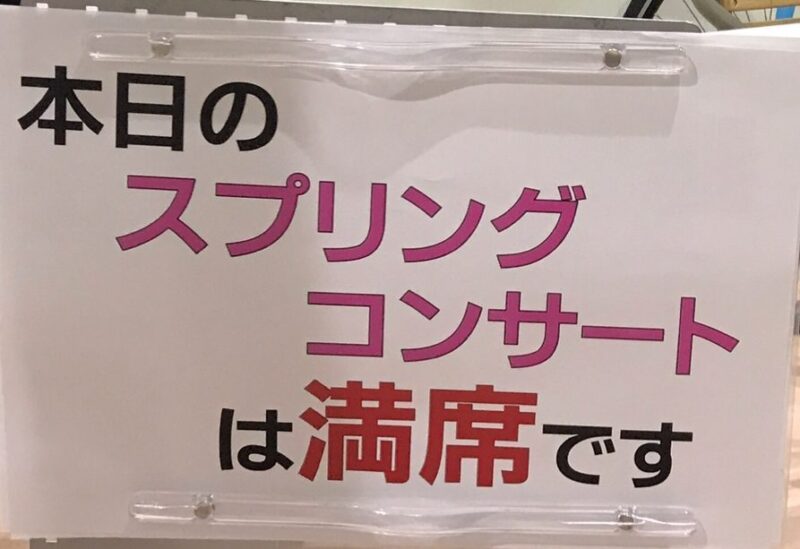 本日の
スプリング
コンサート
は満席です